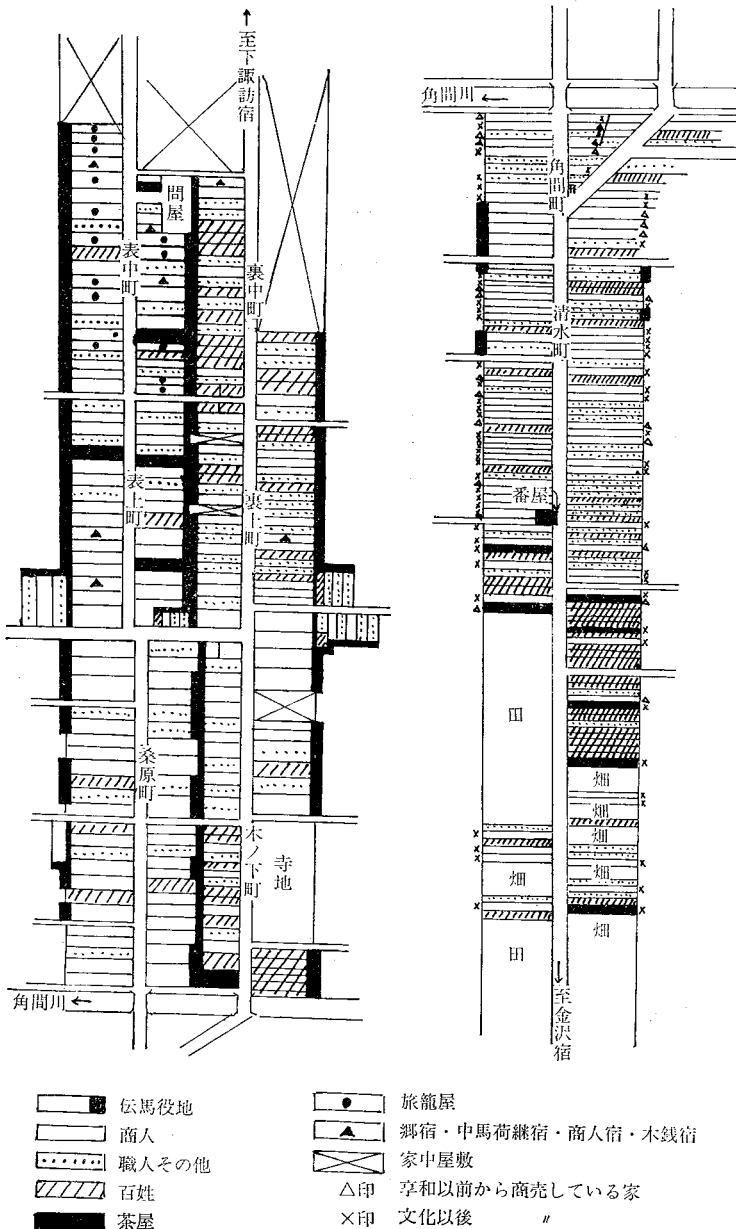 至下諏訪宿
問屋
表中町
裏中町
表上町
裏上町
桑原町
木ノ下町
寺地
角間川
角間川
角間町
清水町
番屋
田
畑
畑
畑
畑
畑
田
畑
至金沢宿
伝馬役地
商人
職人その他
百姓
茶屋
旅籠屋
郷宿・中馬荷継宿・商人宿・木銭宿
家中屋敷
△印 享和以前から商売している家
×印 文化以後 〃